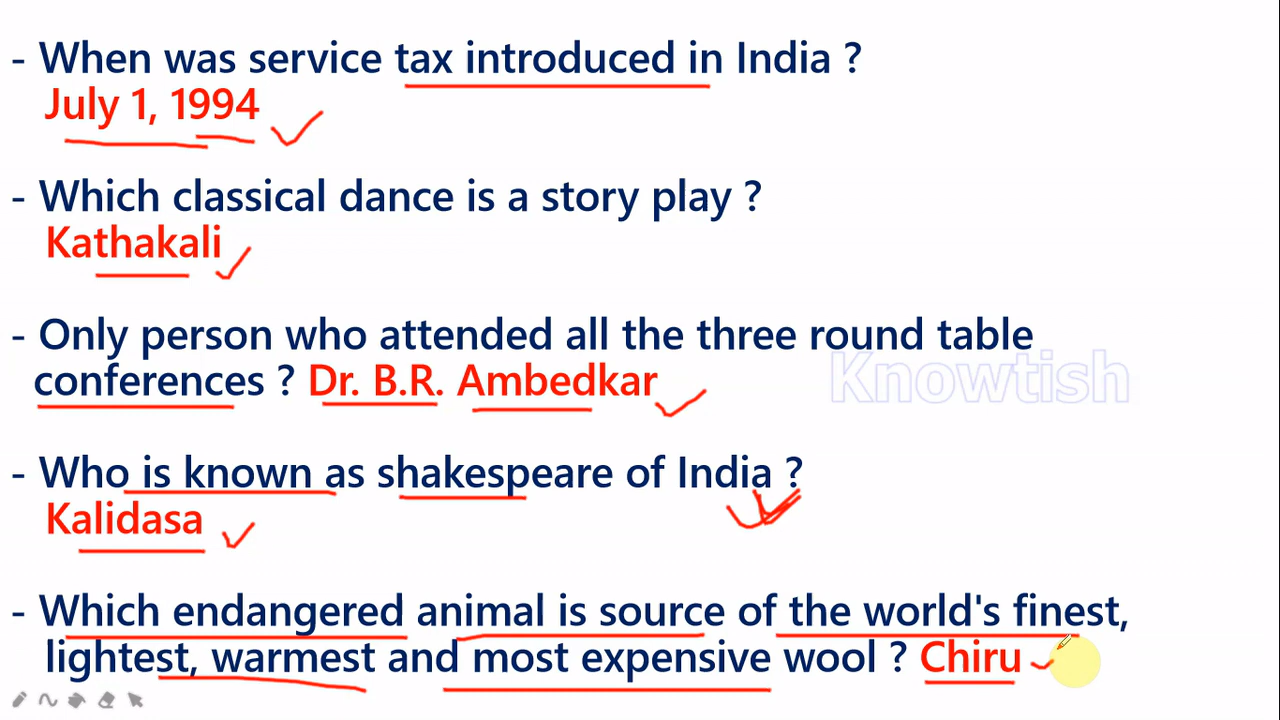 - When was service tax introduced in India ?
July 1, 1994
- Which classical dance is a story play ?
Kathakali
- Only person who attended all the three round table
conferences ? Dr. B.R. Ambedkar
Knowtish
- Who is known as shakespeare of India ?
Kalidasa
- Which endangered animal is source of the world's finest,
lightest, warmest and most expensive wool ? Chiru